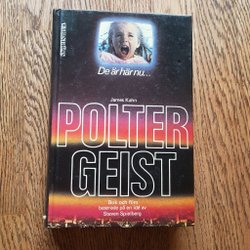 De är här nu...
James Kahn
POLTER
GEIST
Bok och film
baserade på en idé av
Steven Spielberg